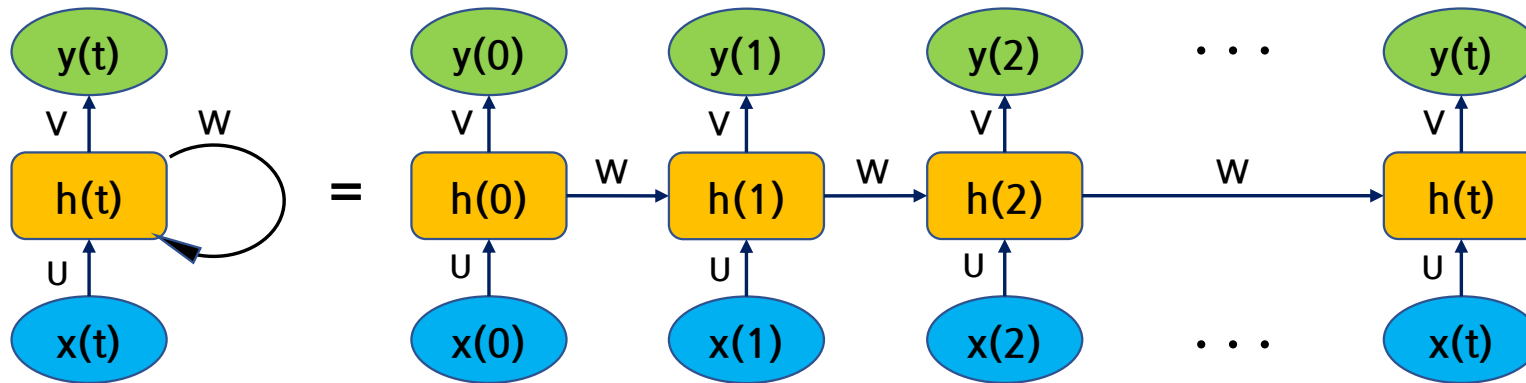 y(t) y(0) y(1) y(2) . . . y(t)
V W V V V V
W W W
h(t) = h(0) h(1) h(2) h(t)
U U U U U
x(t) x(0) x(1) x(2) . . . x(t)